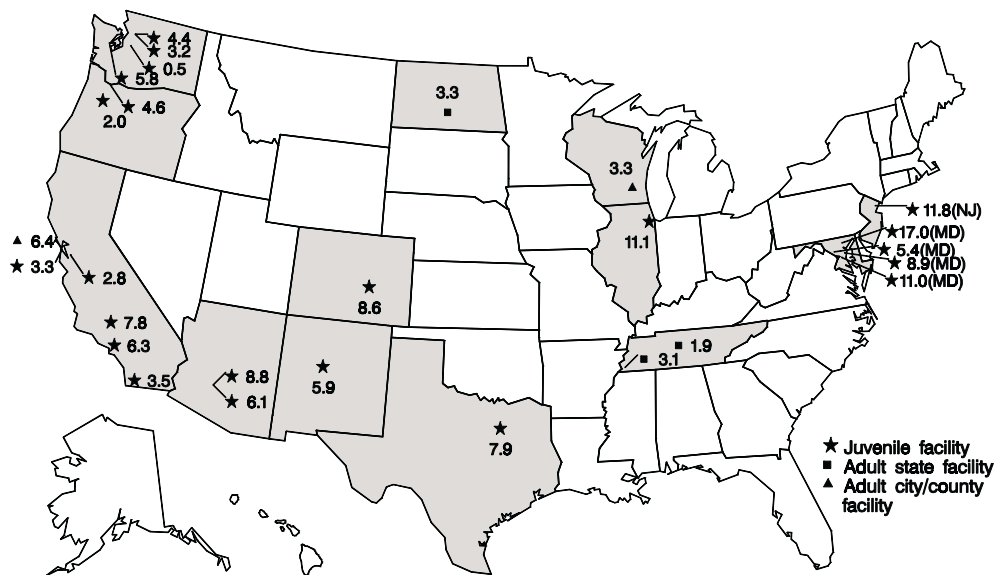 4.4
3.2
0.5
5.8
4.6
2.0
3.3
3.3
11.1
11.8(NJ)
17.0(MD)
5.4(MD)
8.9(MD)
11.0(MD)
6.4
3.3
2.8
8.6
7.8
6.3
3.5
8.8
6.1
5.9
1.9
3.1
7.9
Juvenile facility
Adult state facility
Adult city/county
facility